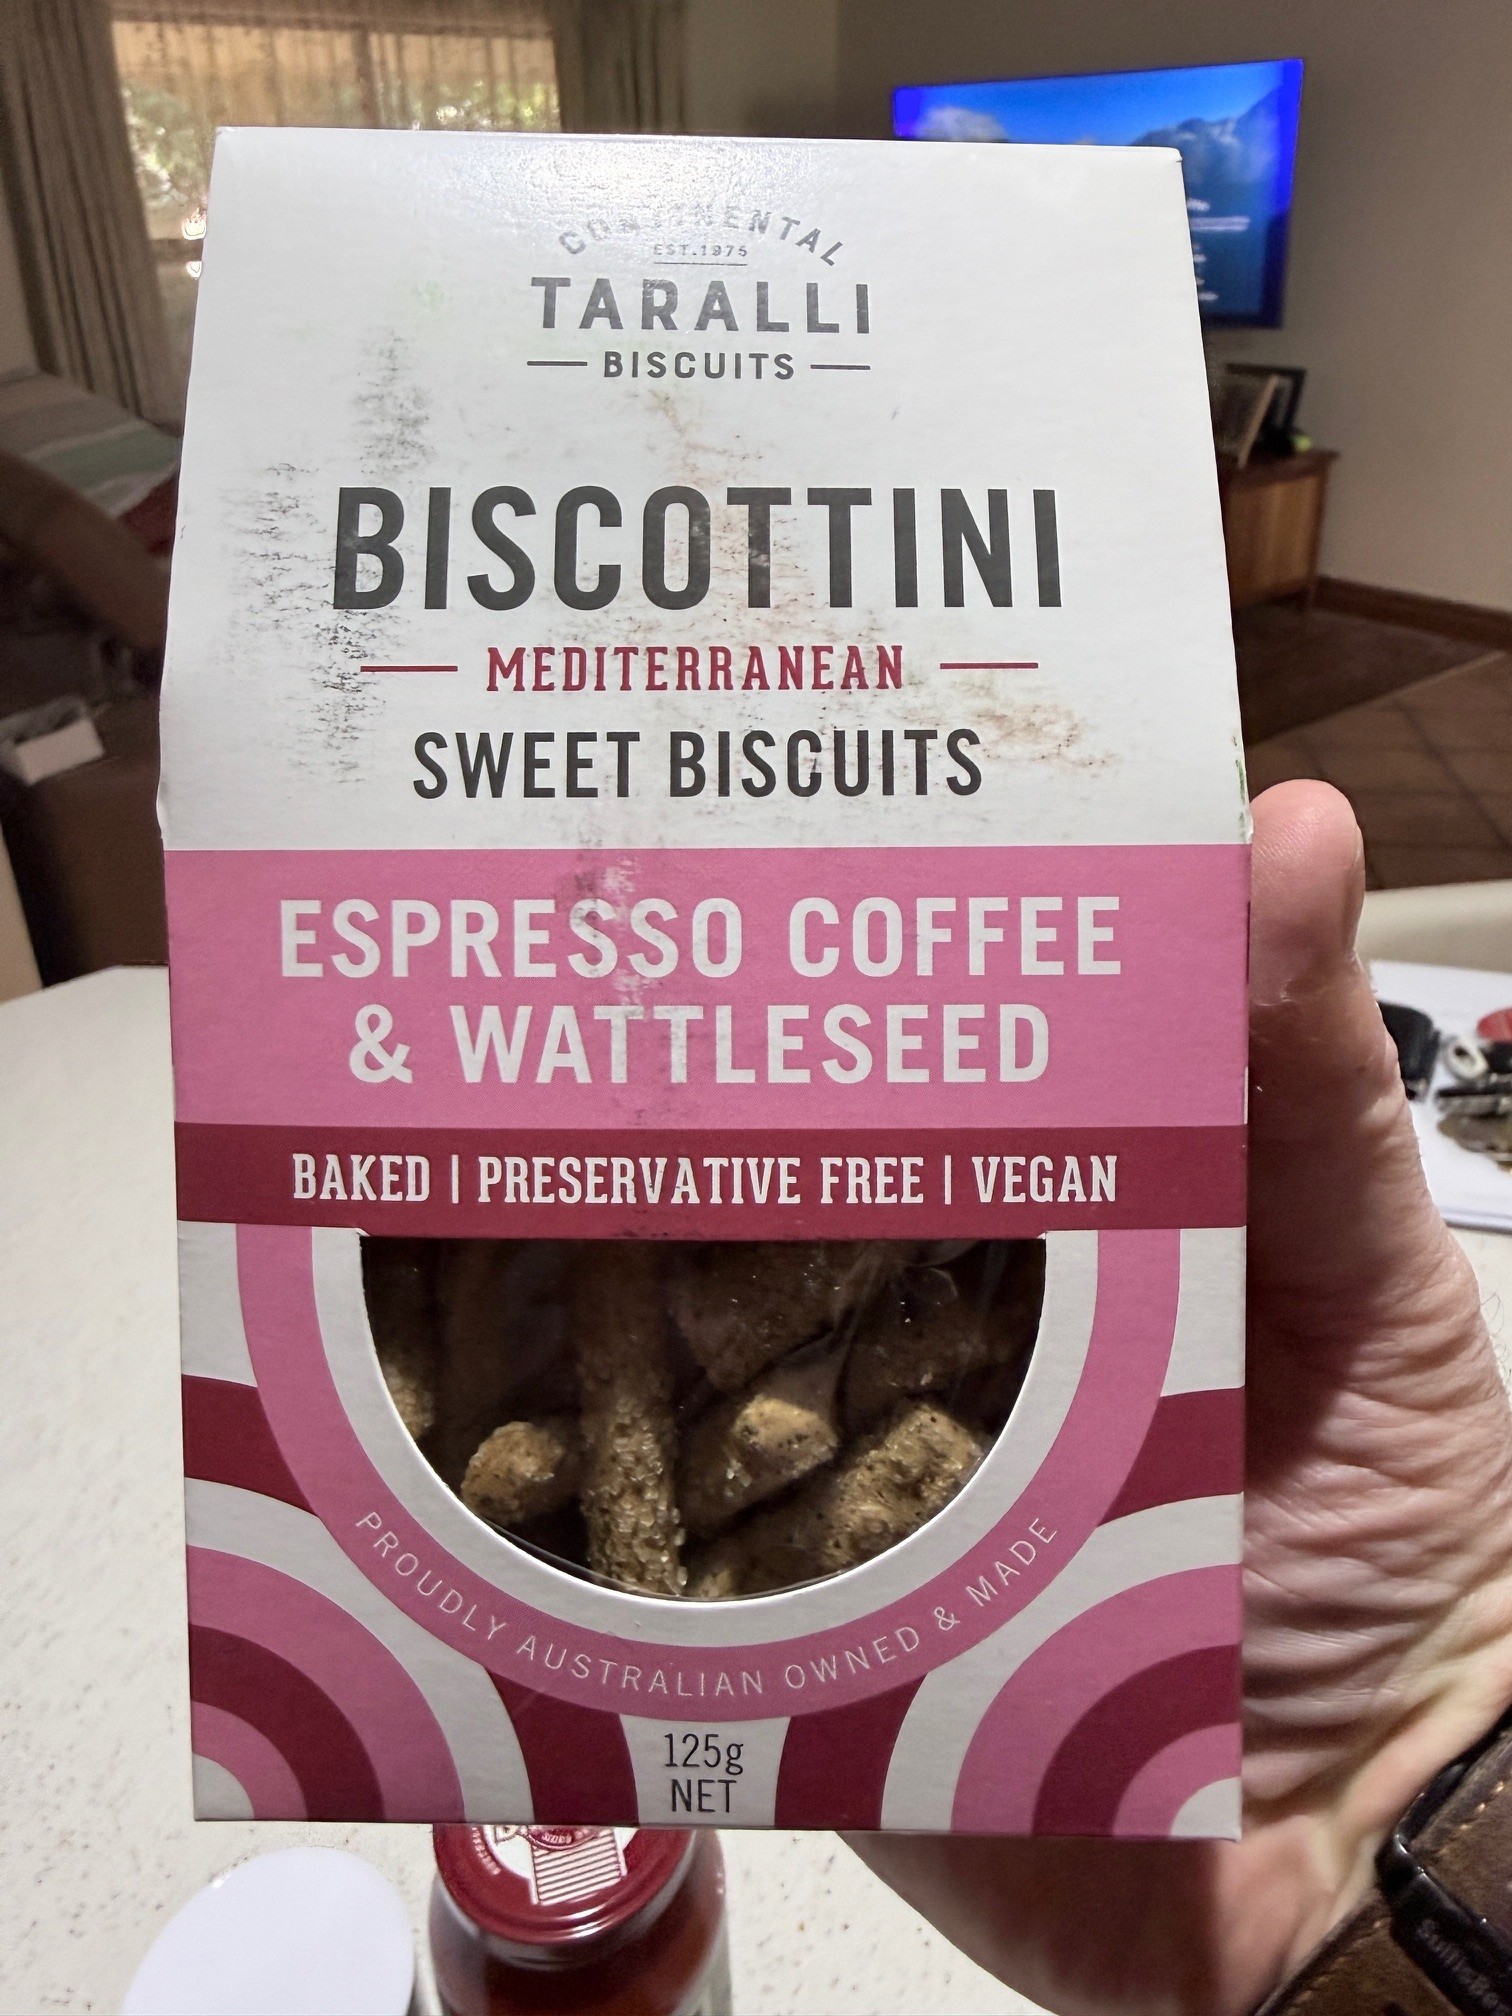 CONTINENTAL
EST.1975
TARALLI
BISCUITS
BISCOTTINI
MEDITERRANEAN
SWEET BISCUITS
ESPRESSO COFFEE
& WATTLESEED
BAKED | PRESERVATIVE FREE | VEGAN
PROUDLY AUSTRALIAN OWNED & MADE
125g
NET